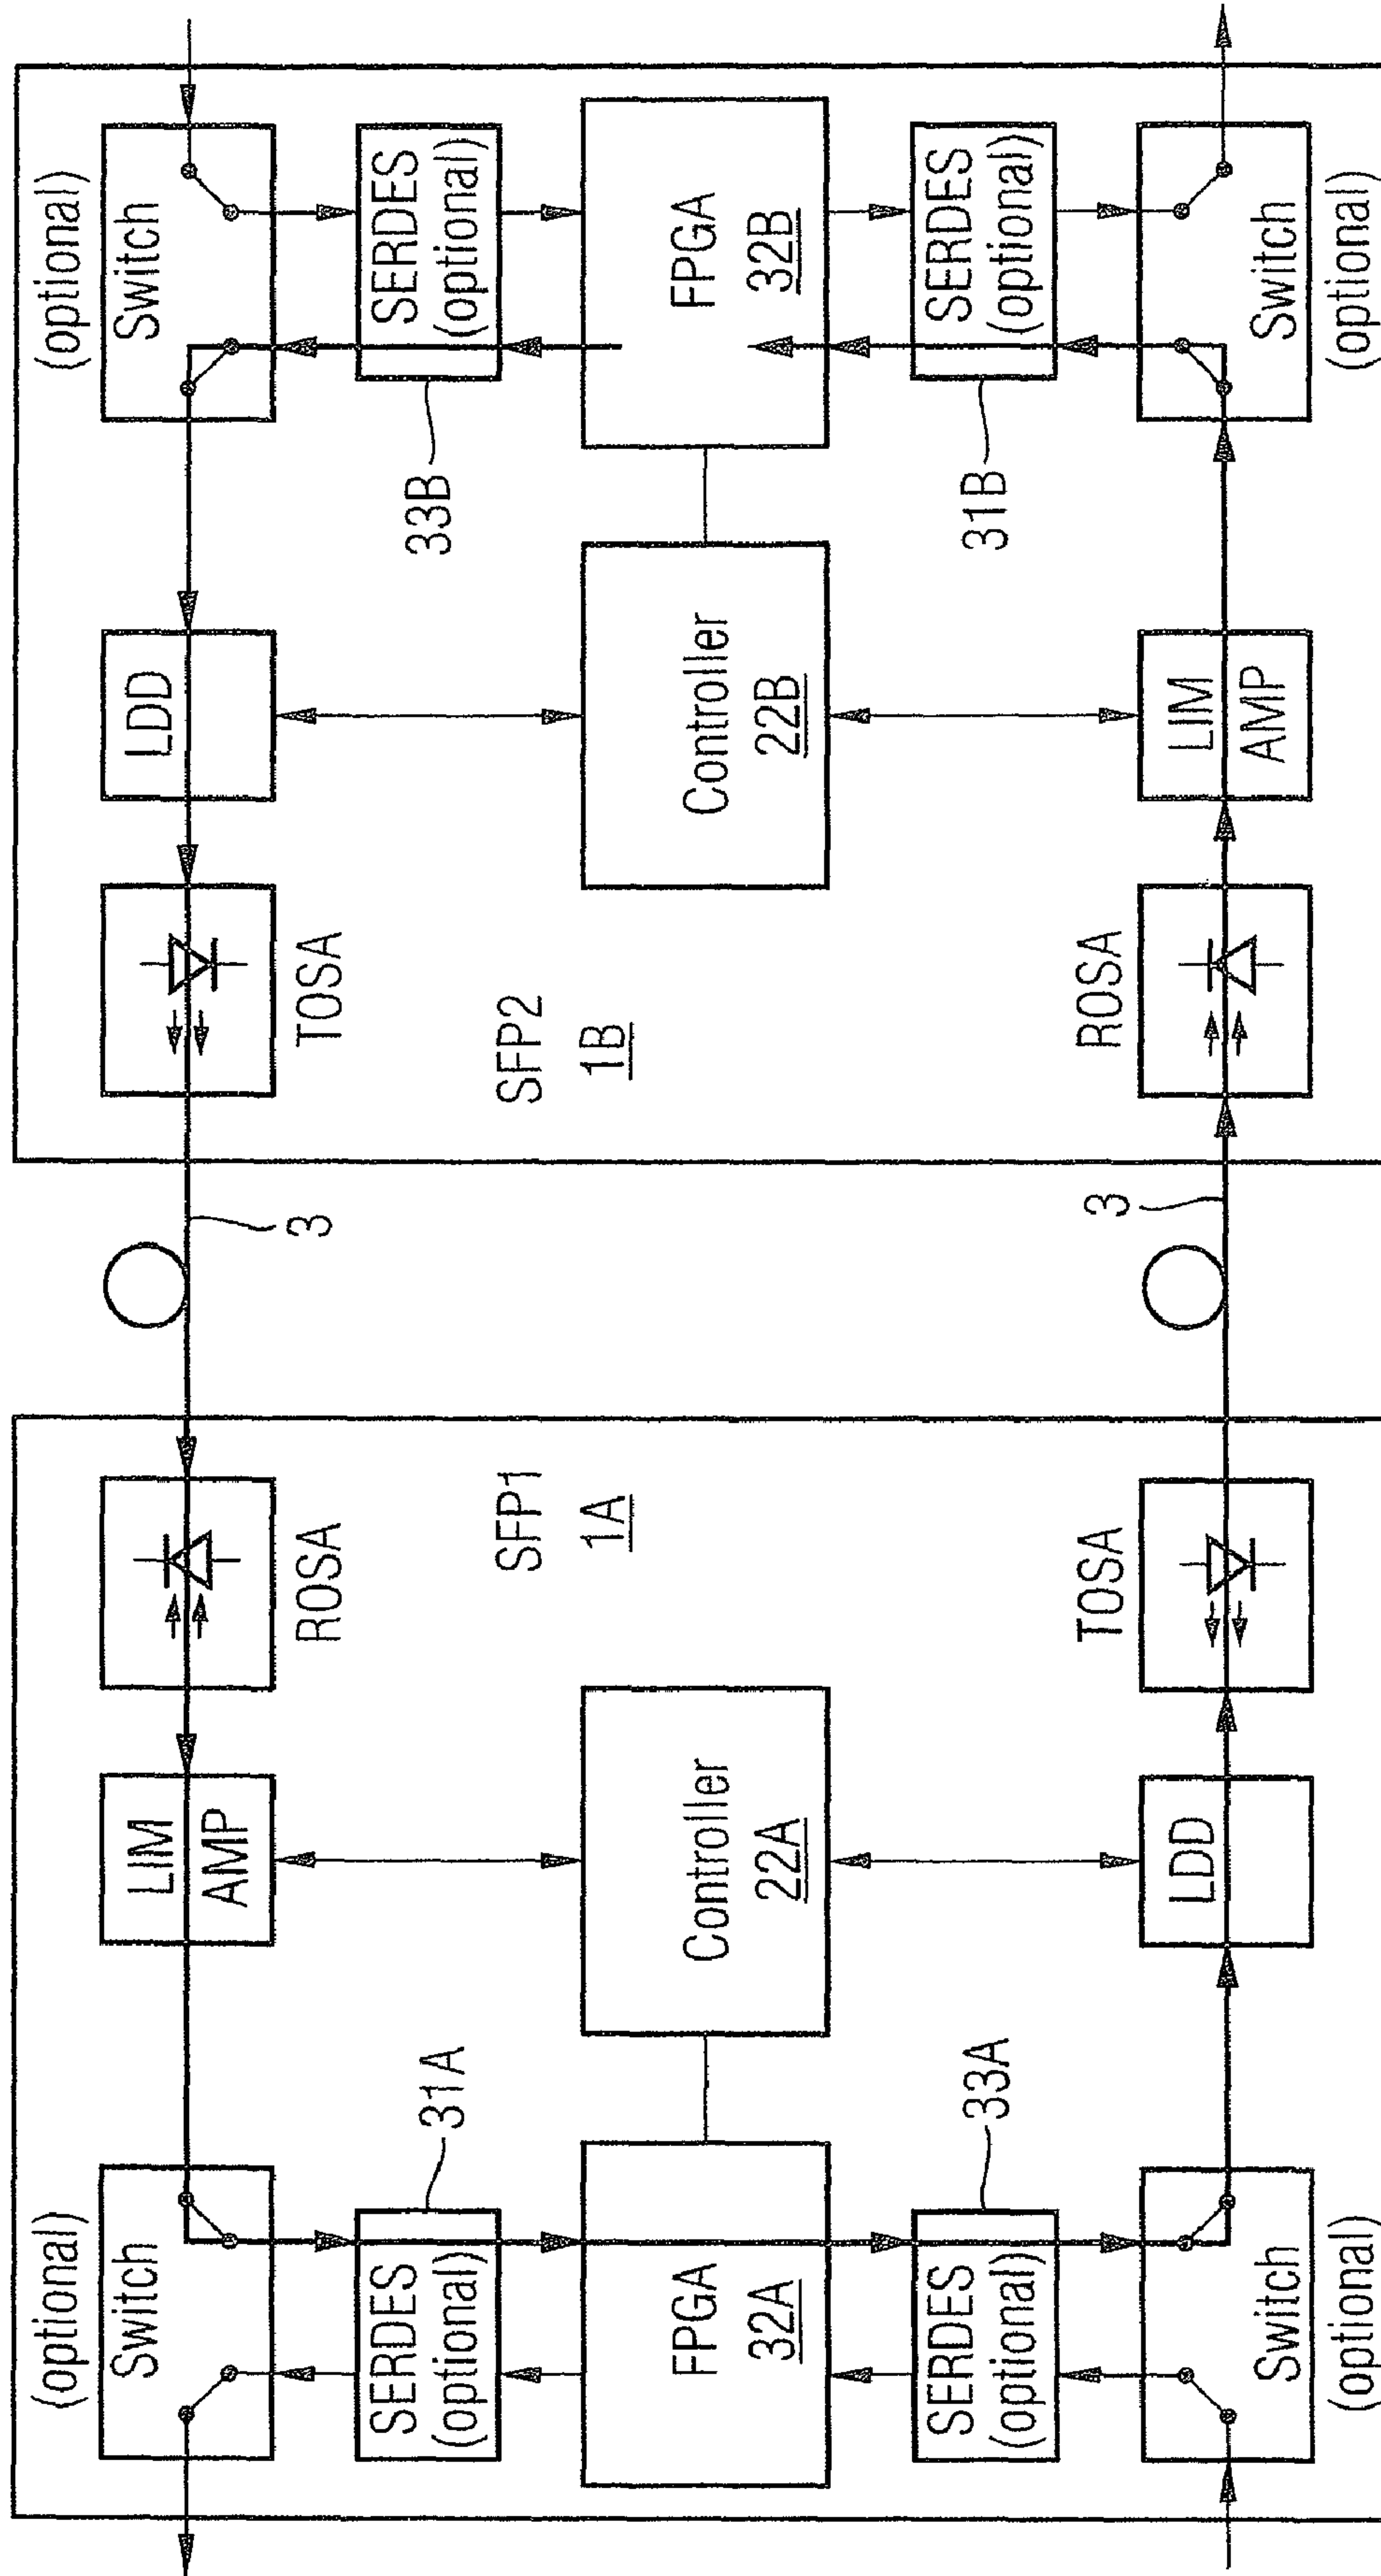 (optional)
Switch
LIM
AMP
ROSA
3
TOSA
LDD
(optional)
Switch
31A
SERDES
(optional)
SFP1
1A
SFP2
1B
33B
SERDES
(optional)
FPGA
32A
Controller
22A
Controller
22B
FPGA
32B
33A
SERDES
(optional)
31B
SERDES
(optional)
TOSA
3
ROSA
LDD
LIM
AMP
Switch
(optional)
Switch
(optional)